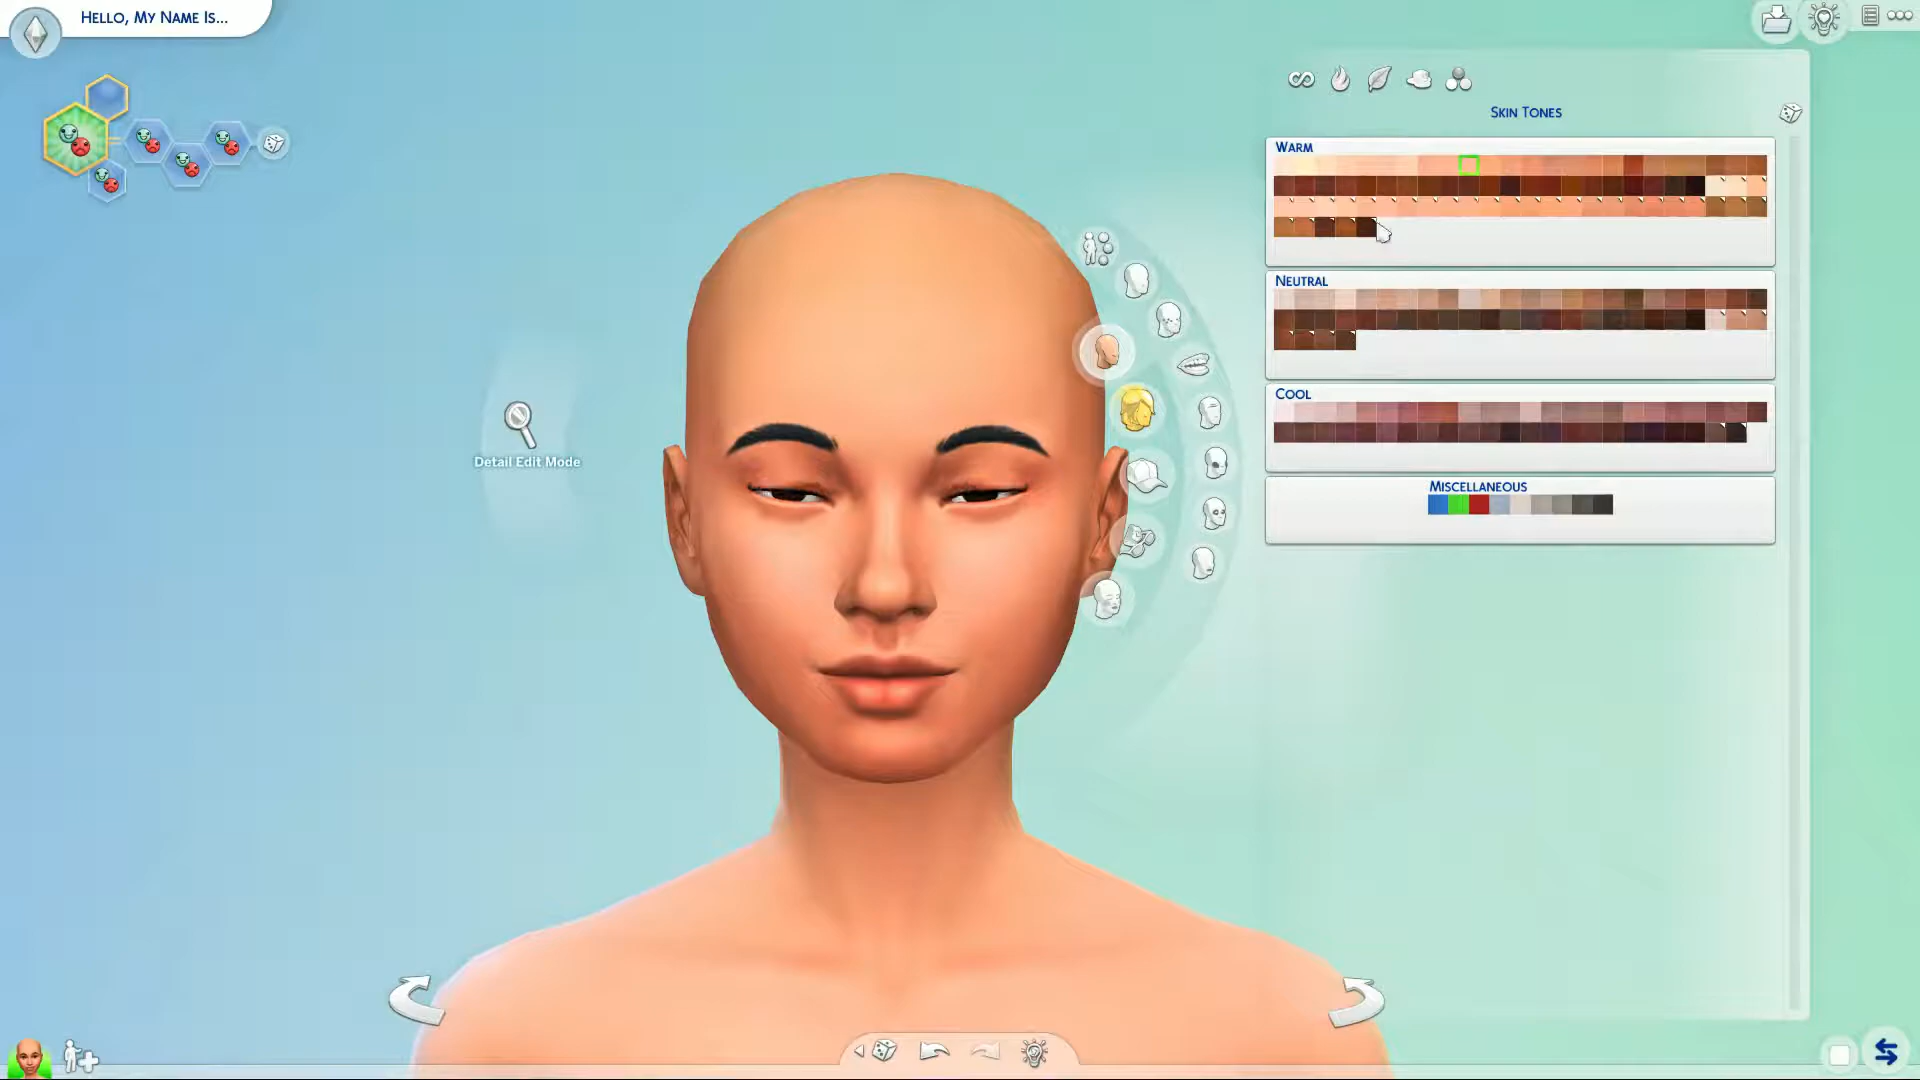 Hello, My Name Is...
Skin Tones
Warm
Neutral
Cool
Miscellaneous
Detail Edit Mode